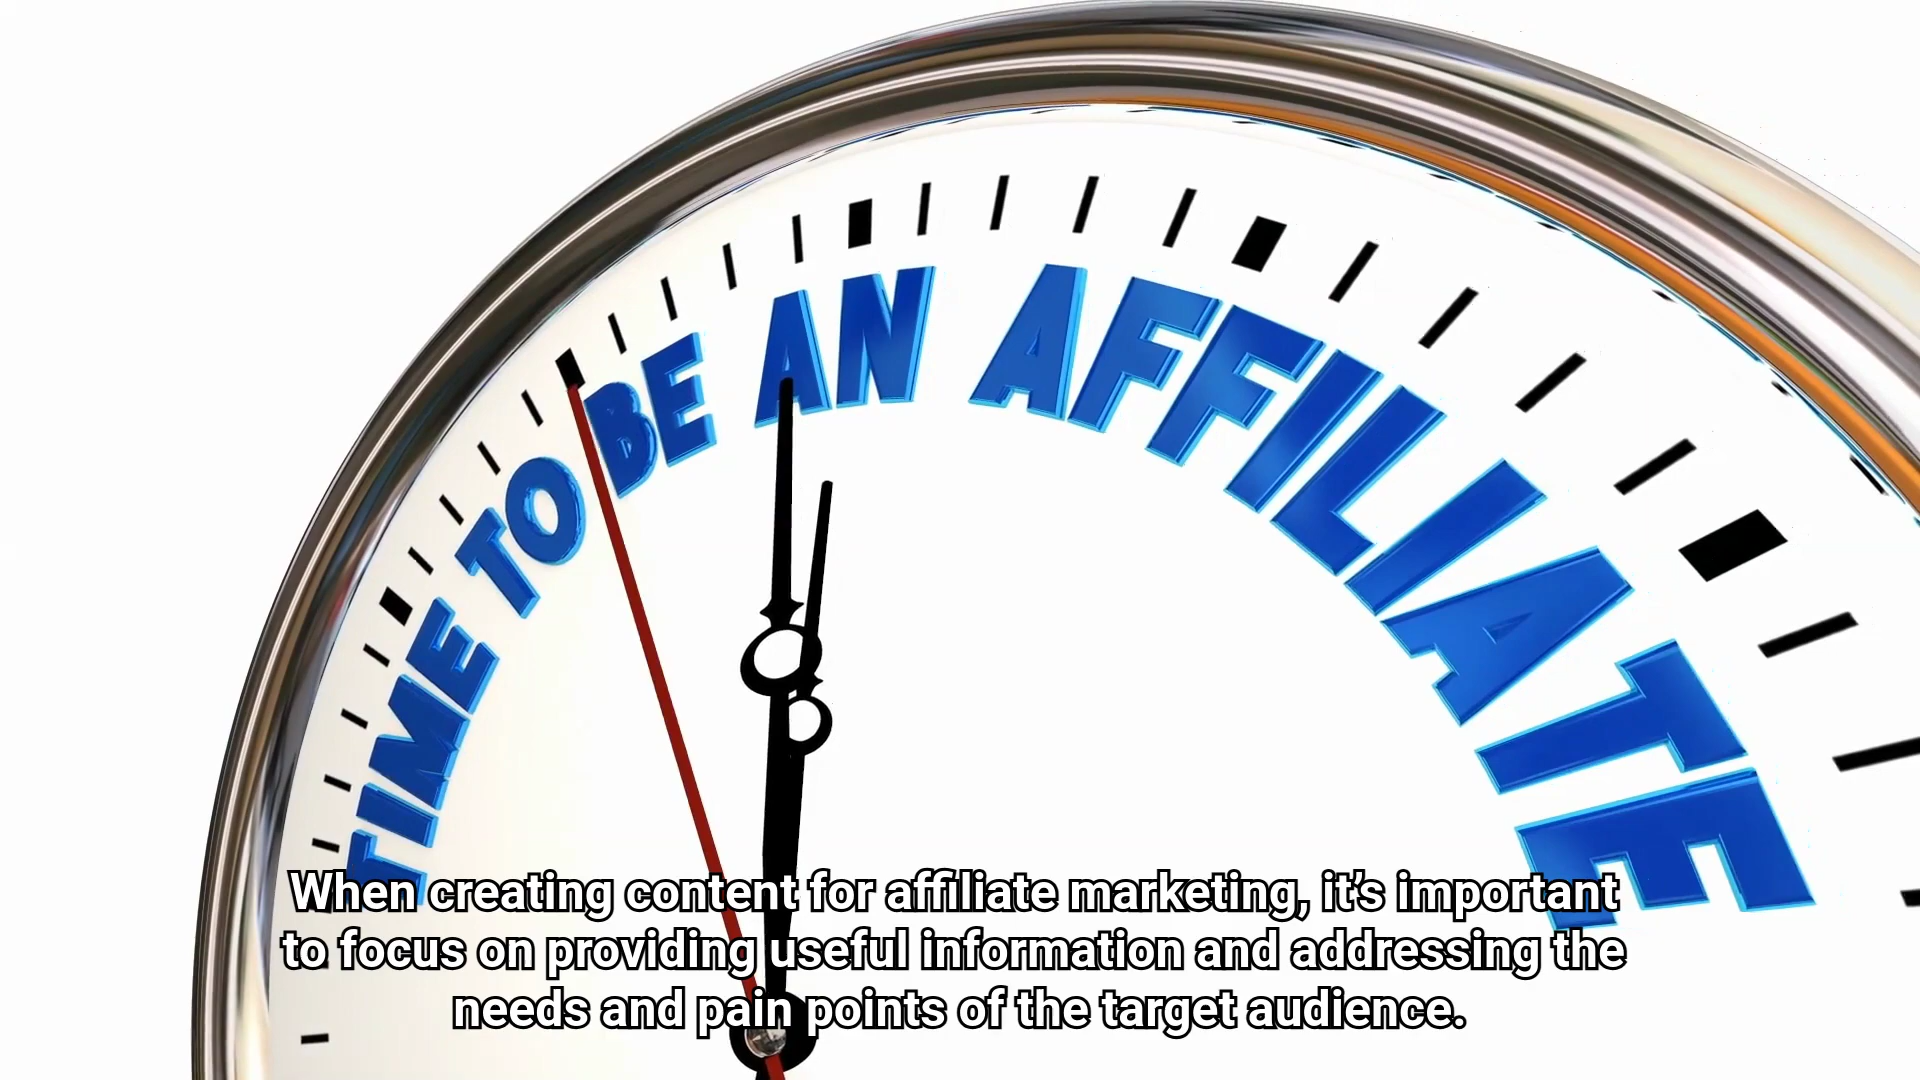 TIME TO BE AN AFFILIATE
When creating content for affiliate marketing, it's important
to focus on providing useful information and addressing the
needs and pain points of the target audience.